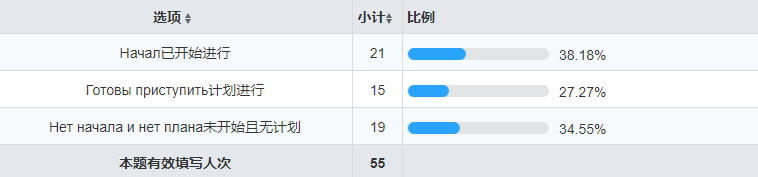 选项 小计 比例
Начал已开始进行 21 38.18%
Готовы приступить计划进行 15 27.27%
Нет начала и нет плана未开始且无计划 19 34.55%
本题有效填写人次 55